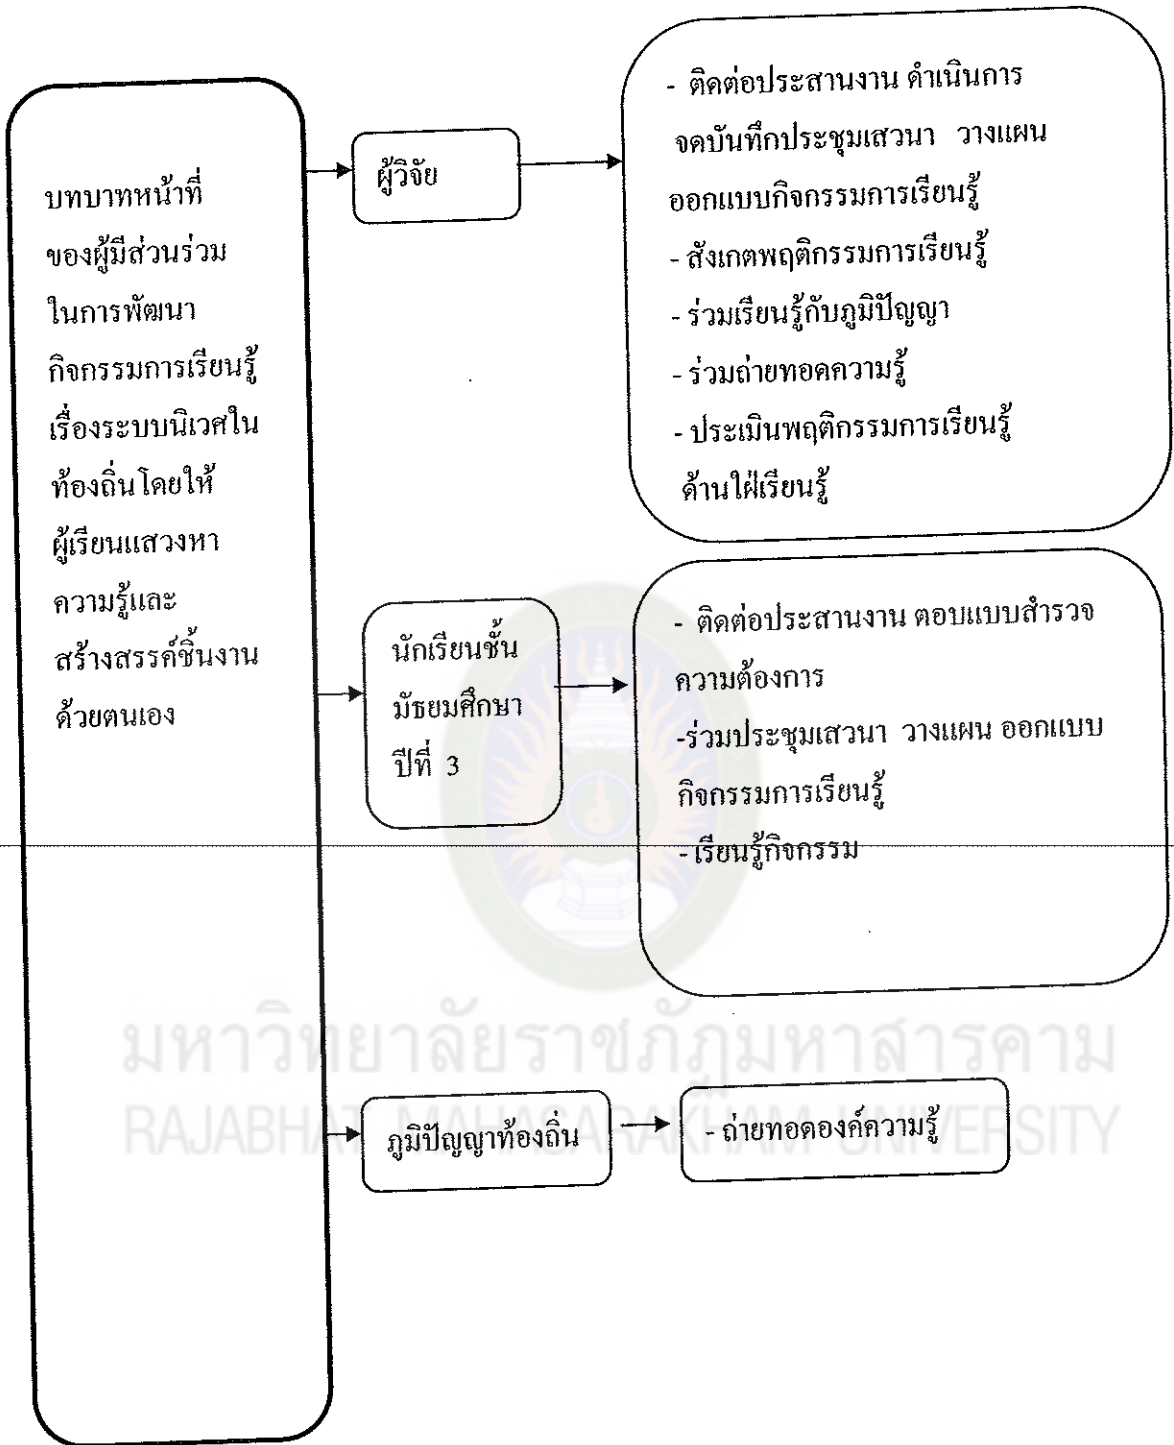 บทบาทหน้าที่
ของผู้มีส่วนร่วม
ในการพัฒนา
กิจกรรมการเรียนรู้
เรื่องระบบนิเวศใน
ท้องถิ่นโดยให้
ผู้เรียนแสวงหา
ความรู้และ
สร้างสรรค์ชิ้นงาน
ด้วยตนเอง
ผู้วิจัย
- ติดต่อประสานงาน ดำเนินการ
จดบันทึกประชุมเสวนา วางแผน
ออกแบบกิจกรรมการเรียนรู้
- สังเกตพฤติกรรมการเรียนรู้
- ร่วมเรียนรู้กับภูมิปัญญา
- ร่วมถ่ายทอดความรู้
- ประเมินพฤติกรรมการเรียนรู้
ด้านใฝ่เรียนรู้
นักเรียนชั้น
มัธยมศึกษา
ปีที่ 3
- ติดต่อประสานงาน ตอบแบบสำรวจ
ความต้องการ
-ร่วมประชุมเสวนา วางแผน ออกแบบ
กิจกรรมการเรียนรู้
- เรียนรู้กิจกรรม
ภูมิปัญญาท้องถิ่น
- ถ่ายทอดองค์ความรู้
มหาวิทยาลัยราชภัฏมหาสารคาม
RAJABHAT MAHASARAKHAM UNIVERSITY